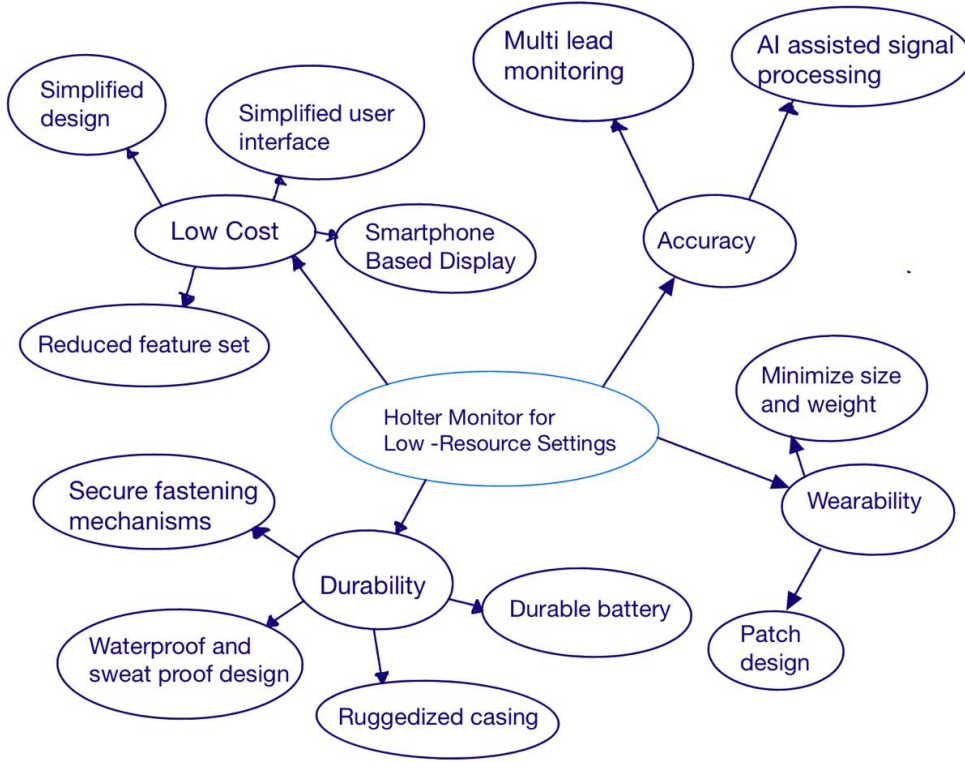 Multi lead
monitoring
AI assisted signal
processing
Simplified
design
Simplified user
interface
Low Cost
Smartphone
Based Display
Accuracy
Reduced feature set
Minimize size
and weight
Holter Monitor for
Low -Resource Settings
Secure fastening
mechanisms
Wearability
Durability
Durable battery
Waterproof and
sweat proof design
Patch
design
Ruggedized casing